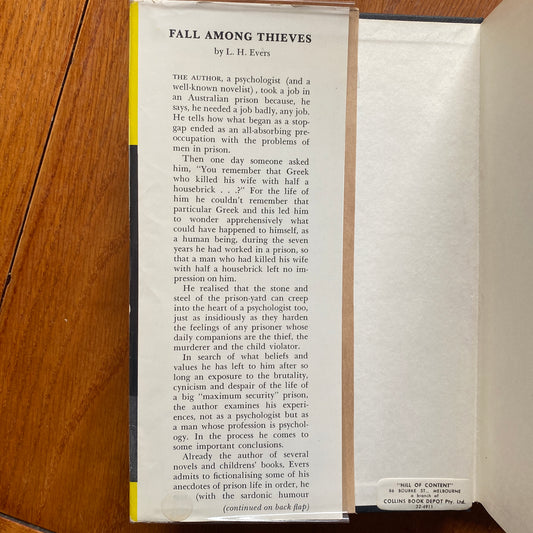 FALL AMONG THIEVES
by L. H. Evers
THE AUTHOR, a psychologist (and a
well-known novelist), took a job in
an Australian prison because, he
says, he needed a job badly, any job.
He tells how what began as a stop-
gap ended as an all-absorbing pre-
occupation with the problems of
men in prison.
Then one day someone asked
him, "You remember that Greek
who killed his wife with half a
housebrick . . .?" For the life of
him he couldn't remember that
particular Greek and this led him
to wonder apprehensively what
could have happened to himself, as
a human being, during the seven
years he had worked in a prison, so
that a man who had killed his wife
with half a housebrick left no im-
pression on him.
He realised that the stone and
steel of the prison-yard can creep
into the heart of a psychologist too,
just as insidiously as they harden
the feelings of any prisoner whose
daily companions are the thief, the
murderer and the child violator.
In search of what beliefs and
values he has left to him after so
long an exposure to the brutality,
cynicism and despair of the life of
a big "maximum security" prison,
the author examines his experi-
ences, not as a psychologist but as
a man whose profession is psychol-
ogy. In the process he comes to
some important conclusions.
Already the author of several
novels and childrens' books, Evers
admits to fictionalising some of his
anecdotes of prison life in order, he
(with the sardonic humour
(continued on back flap)
"HILL OF CONTENT"
86 BOURKE ST., MELBOURNE
a branch of
COLLINS BOOK DEPOT Pty. Ltd.
32-4911